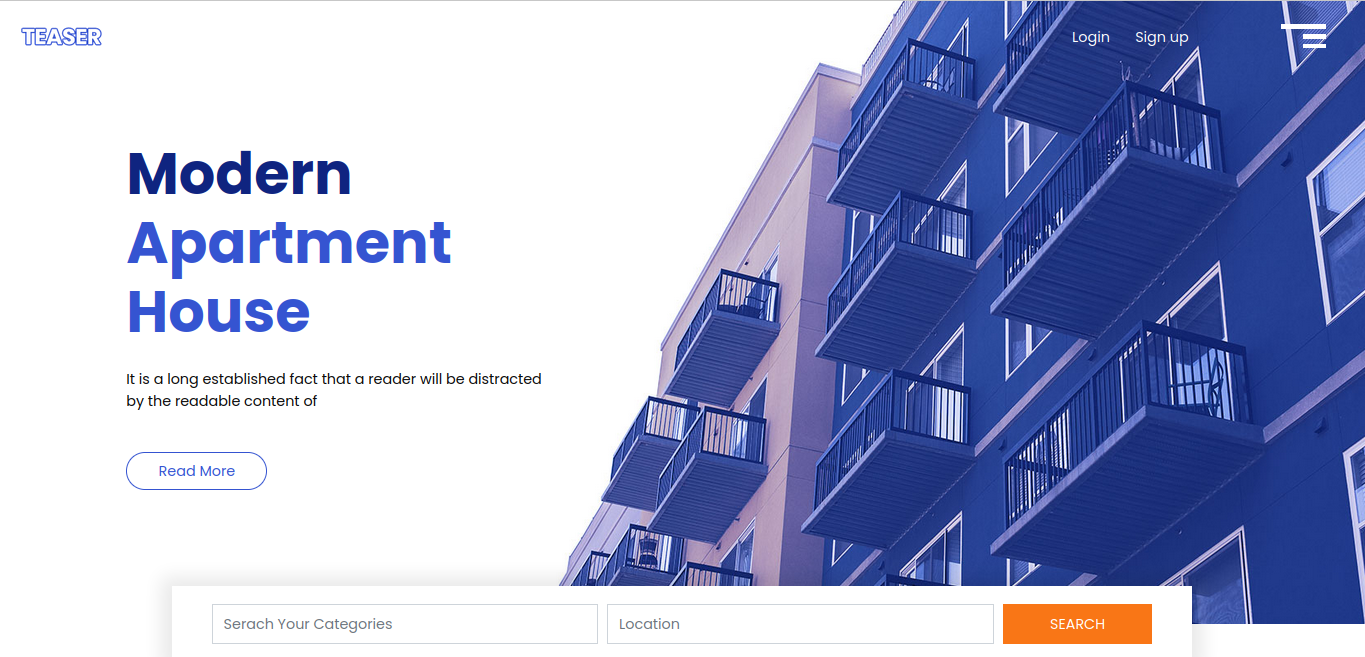 TEASER
Login
Sign up
Modern
Apartment
House
It is a long established fact that a reader will be distracted
by the readable content of
Read More
Serach Your Categories
Location
SEARCH